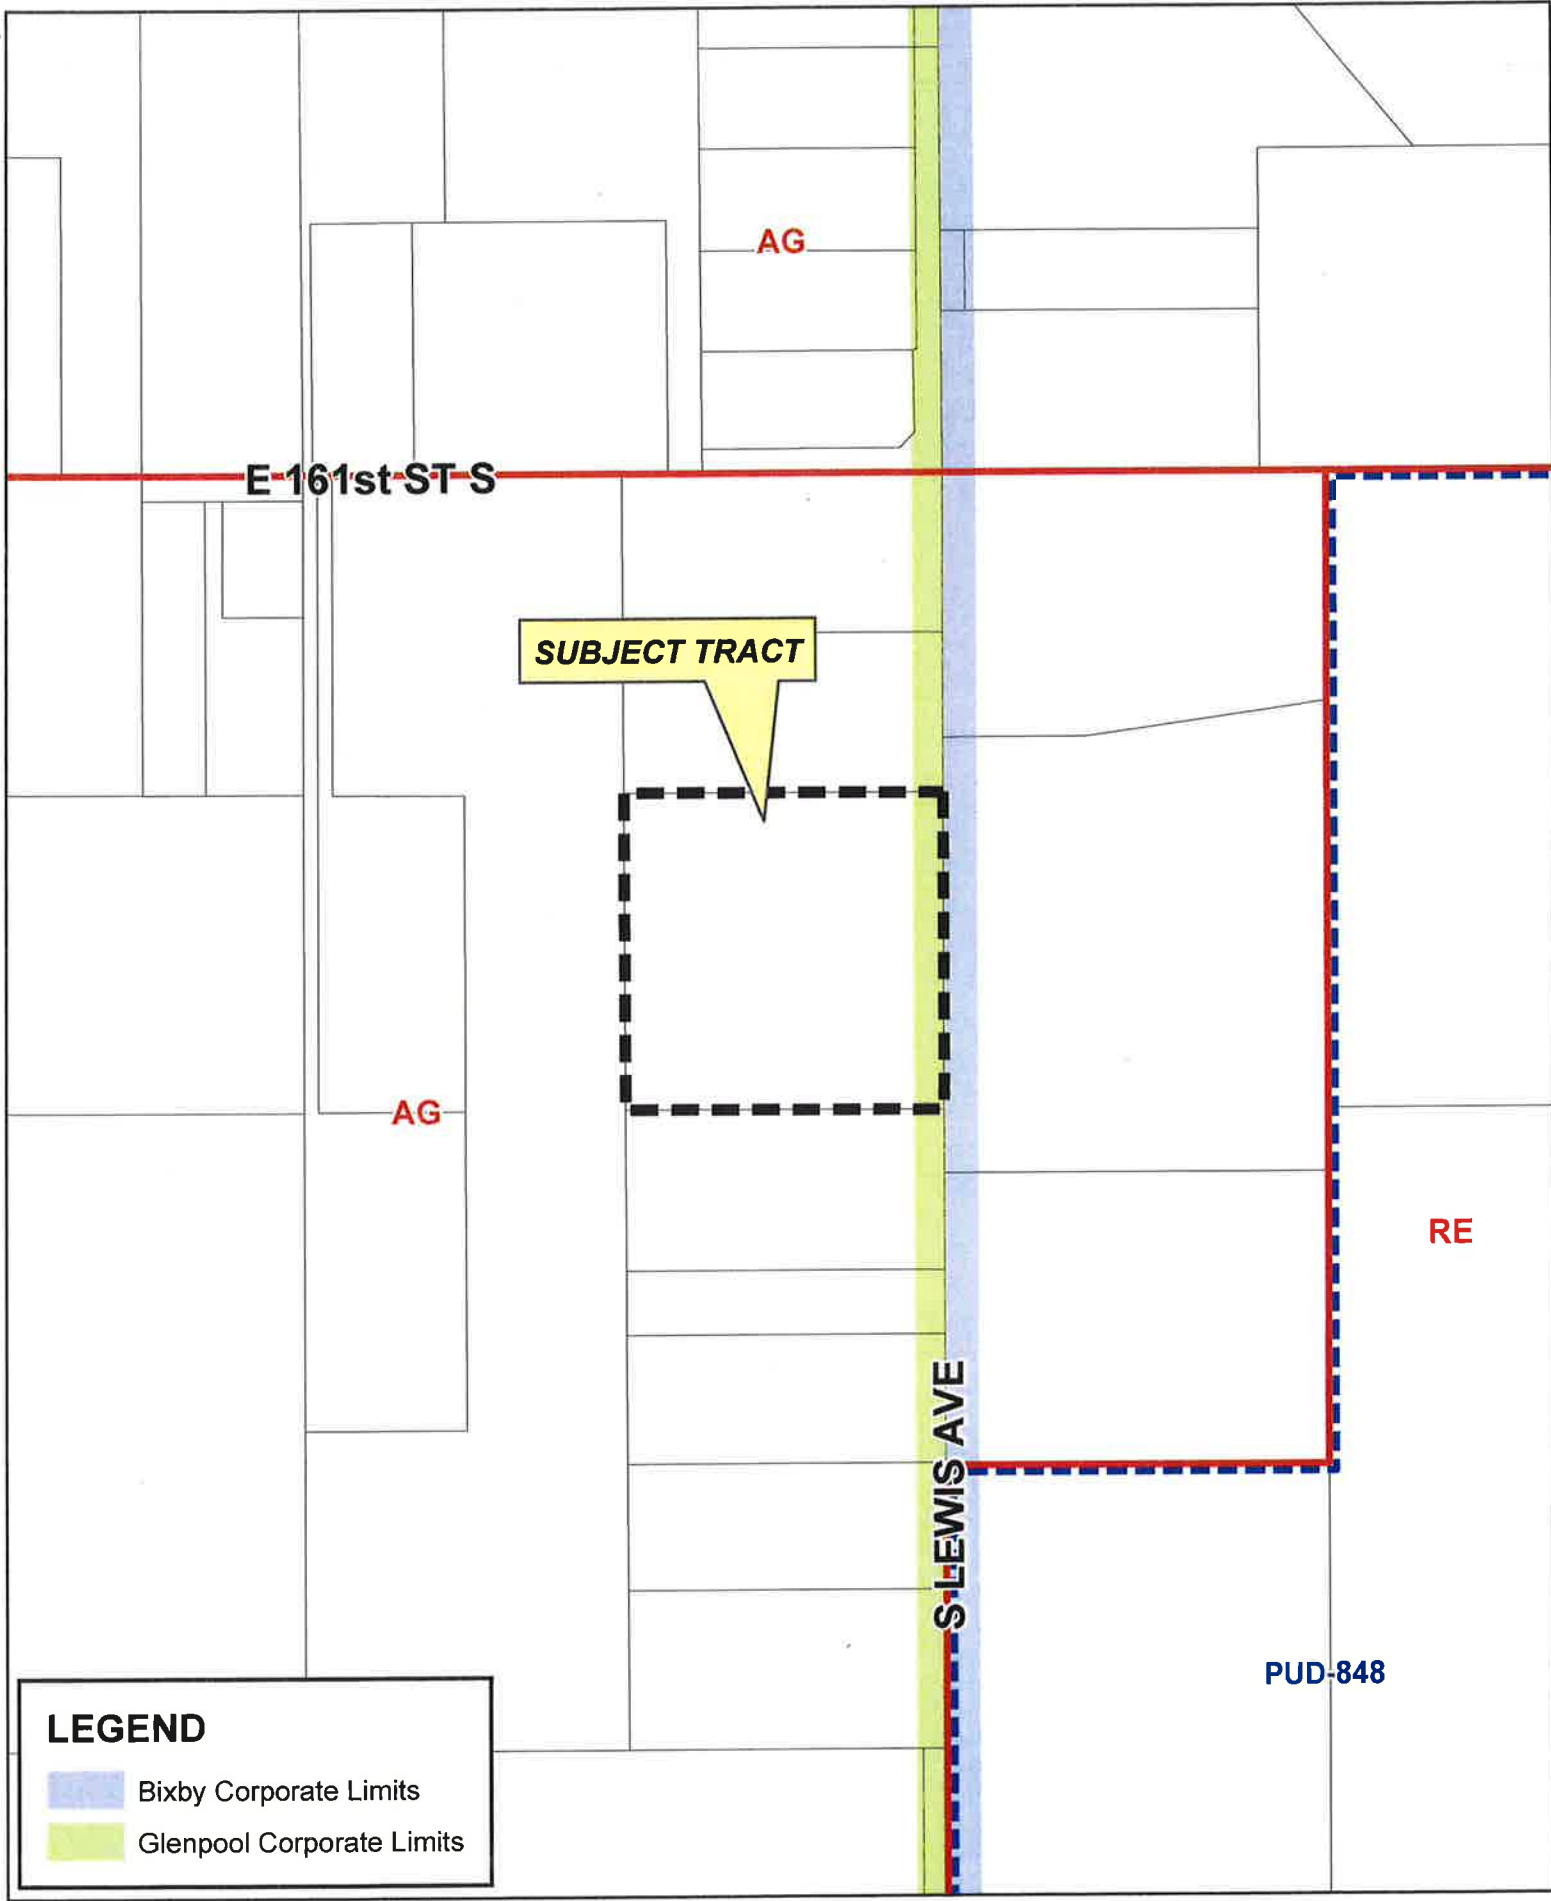 AG
E 161st ST S
SUBJECT TRACT
AG
RE
S LEWIS AVE
PUD-848
LEGEND
Bixby Corporate Limits
Glenpool Corporate Limits